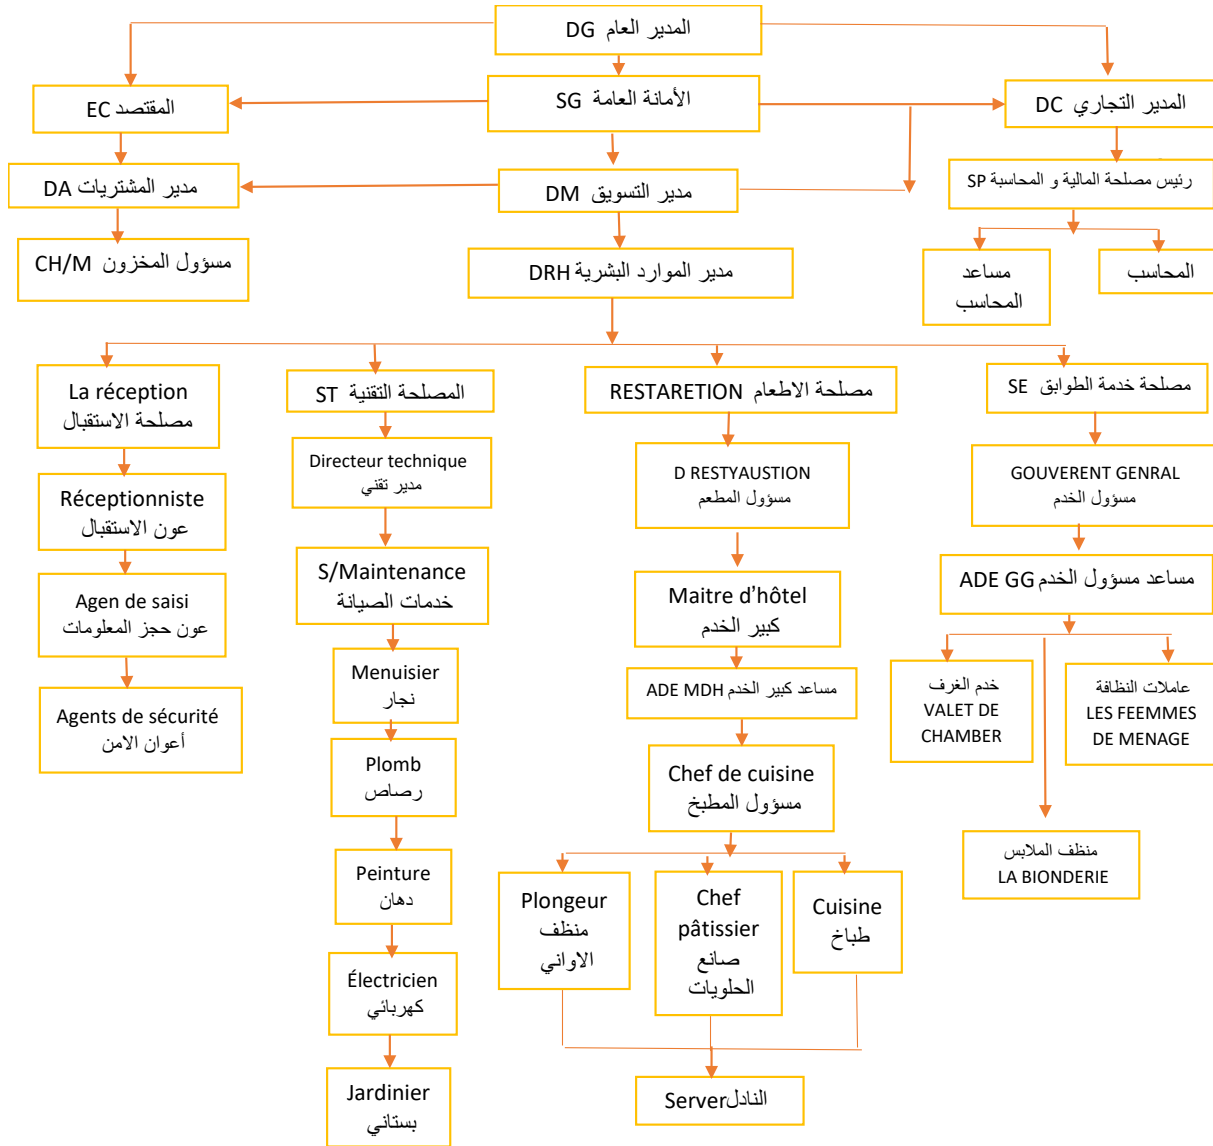 المدير العام DG
الأمانة العامة SG
المقتصد EC
المدير التجاري DC
مدير المشتريات DA
مدير التسويق DM
رئيس مصلحة المالية و المحاسبة SP
مسؤول المخزون CH/M
مدير الموارد البشرية DRH
مساعد
المحاسب
المحاسب
La réception
مصلحة الاستقبال
المصلحة التقنية ST
مصلحة الاطعام RESTARETION
مصلحة خدمة الطوابق SE
Réceptionniste
عون الاستقبال
Directeur technique
مدير تقني
D RESTYAUSTION
مسؤول المطعم
GOUVERENT GENRAL
مسؤول الخدم
Agen de saisi
عون حجز المعلومات
S/Maintenance
خدمات الصيانة
Maitre d'hôtel
كبير الخدم
مساعد مسؤول الخدم ADE GG
Agents de sécurité
أعوان الامن
Menuisier
نجار
مساعد كبير الخدم ADE MDH
خدم الغرف
VALET DE
CHAMBER
عاملات النظافة
LES FEEMMES
DE MENAGE
Plomb
رصاص
Chef de cuisine
مسؤول المطبخ
منظف الملابس
LA BIONDERIE
Peinture
دهان
Plongeur
منظف
الاواني
Chef
pâtissier
صانع
الحلويات
Cuisine
طباخ
Électricien
كهربائي
Jardinier
بستاني
النادل Server